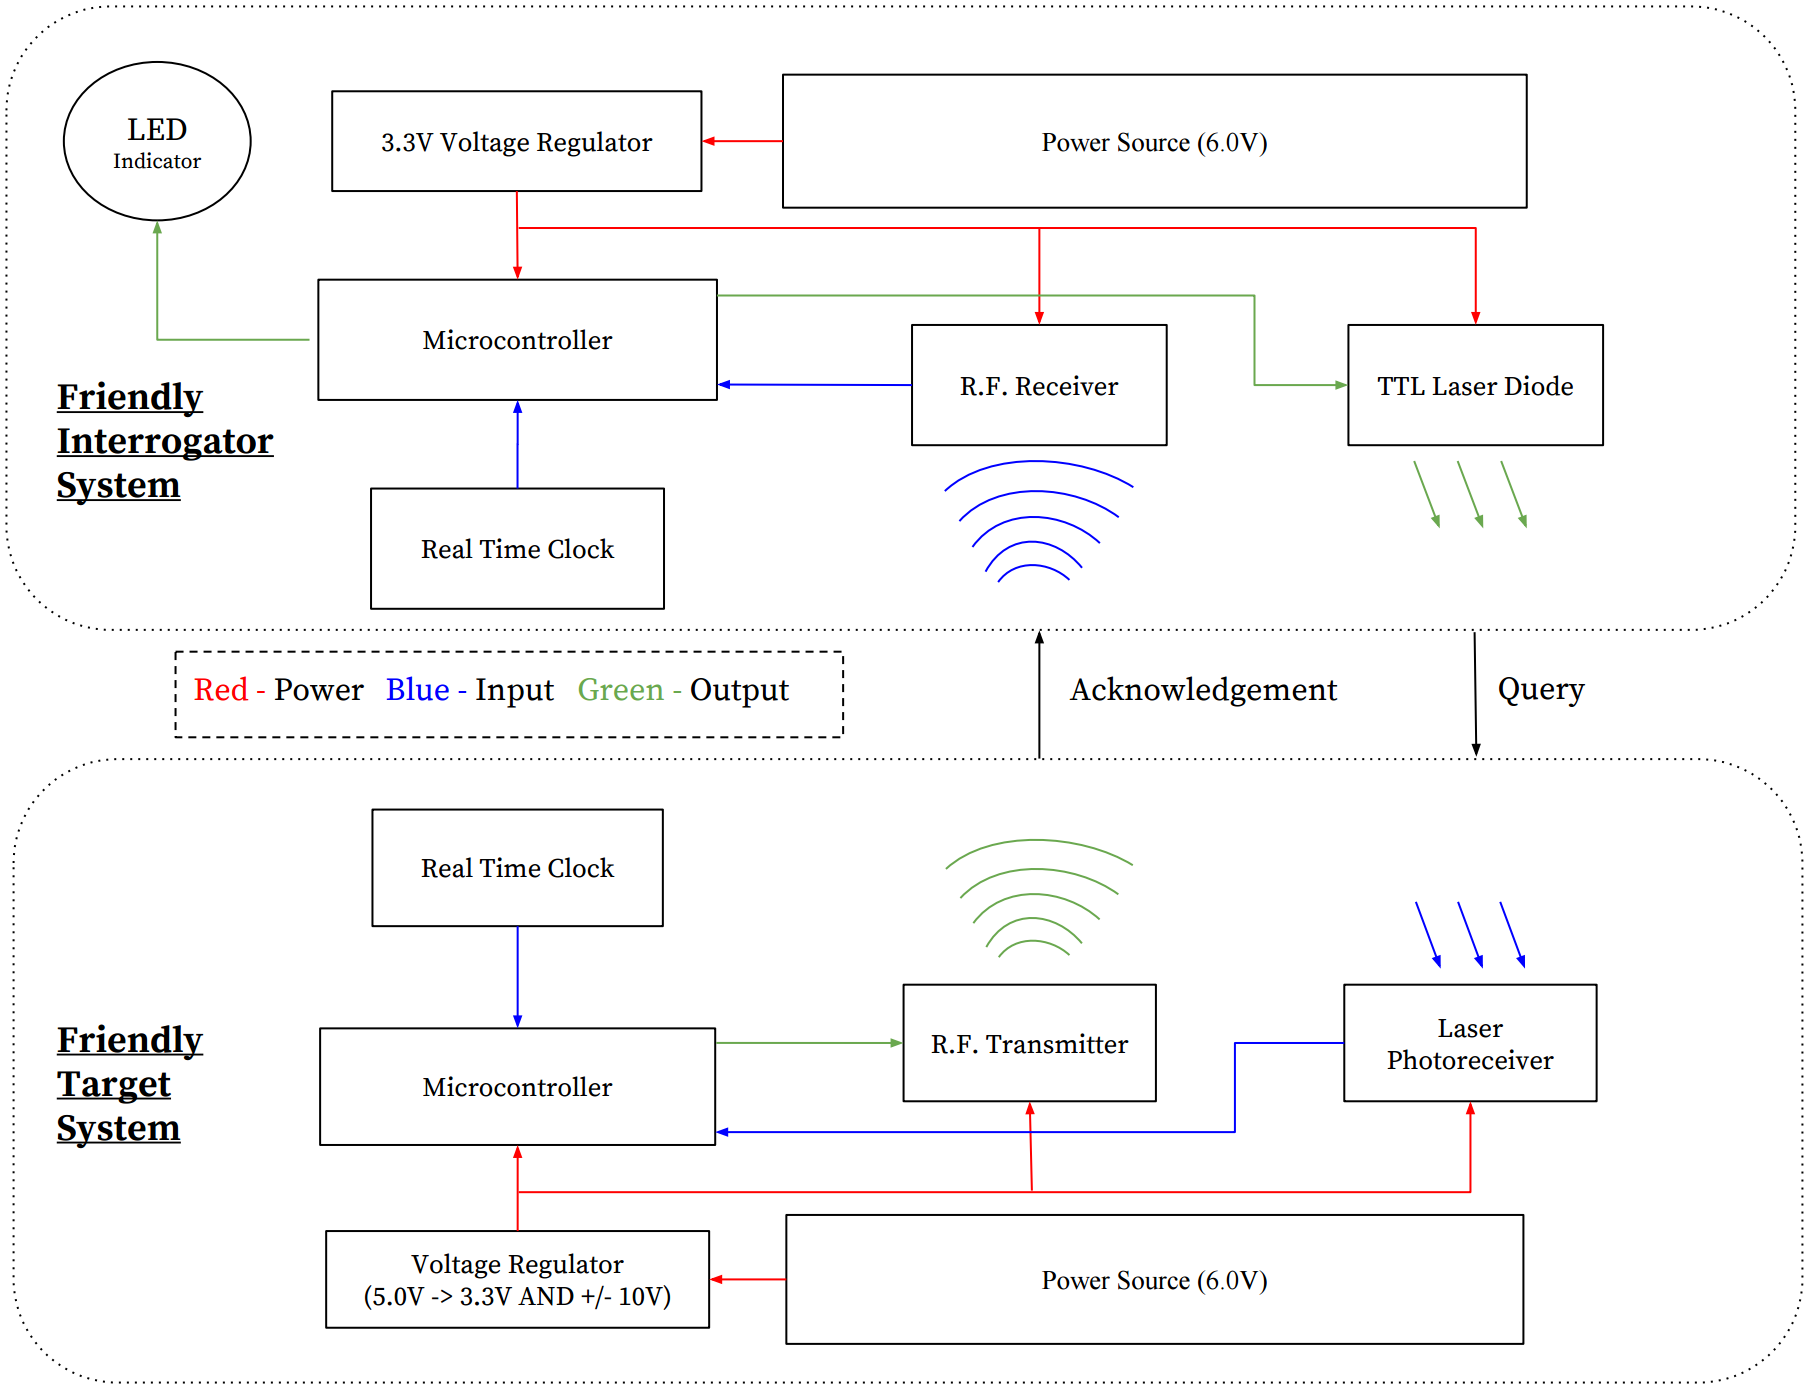 LED
Indicator
3.3V Voltage Regulator
Power Source (6.0V)
Microcontroller
R.F. Receiver
TTL Laser Diode
Friendly
Interrogator
System
Real Time Clock
Red - Power Blue - Input Green - Output
Acknowledgement
Query
Real Time Clock
Friendly
Target
System
Microcontroller
R.F. Transmitter
Laser
Photoreceiver
Voltage Regulator
(5.0V -> 3.3V AND +/- 10V)
Power Source (6.0V)